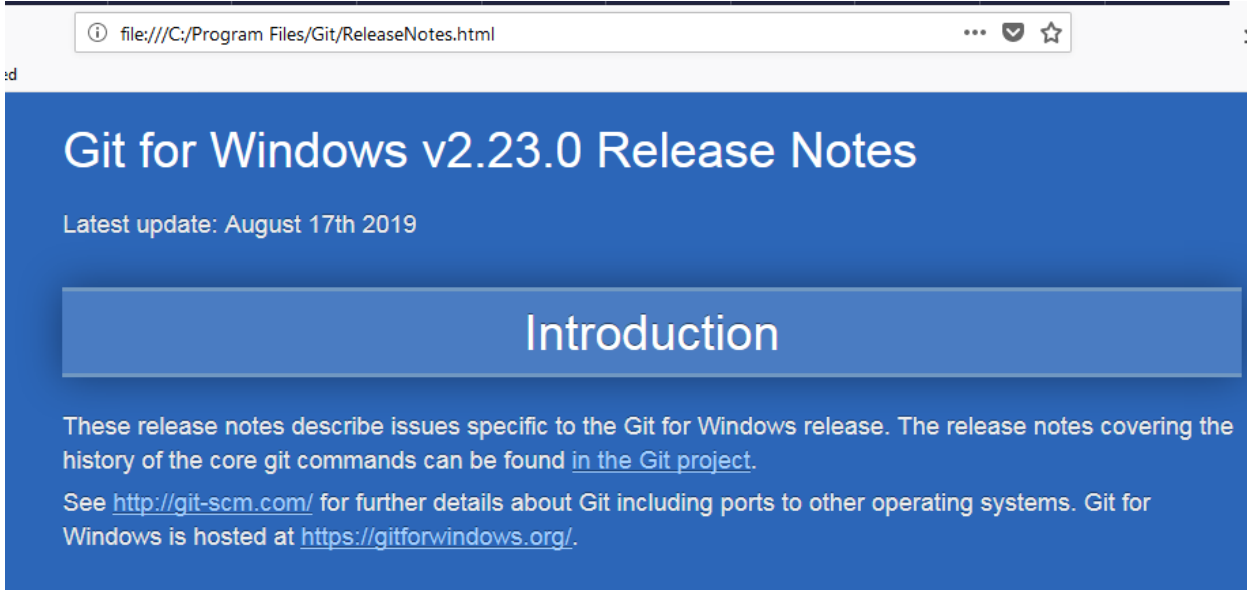 file:///C:/Program Files/Git/ReleaseNotes.html
ed
Git for Windows v2.23.0 Release Notes
Latest update: August 17th 2019
Introduction
These release notes describe issues specific to the Git for Windows release. The release notes covering the
history of the core git commands can be found in the Git project.
See http://git-scm.com/ for further details about Git including ports to other operating systems. Git for
Windows is hosted at https://gitforwindows.org/.